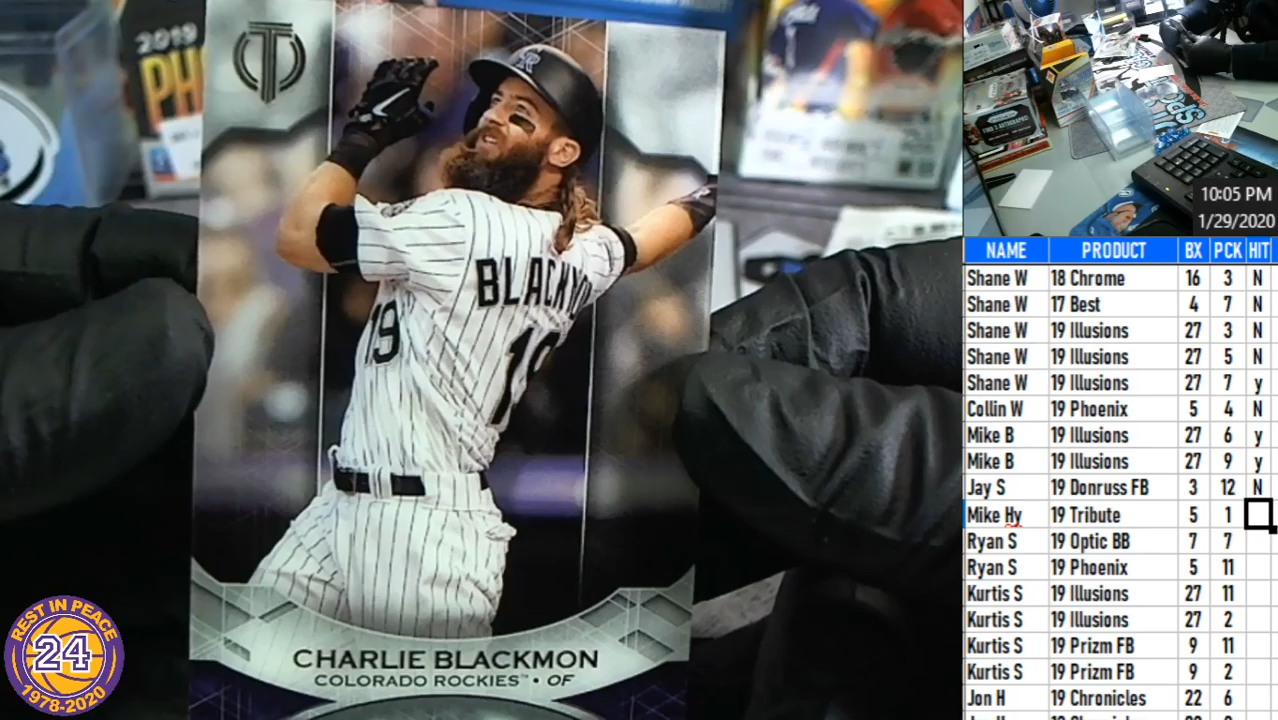 2019
PH
BLACKMO
19
19
CHARLIE BLACKMON
COLORADO ROCKIES™ • OF
REST IN PEACE
24
1978-2020
10:05 PM
1/29/2020
NAME PRODUCT BX PCK HIT
Shane W 18 Chrome 16 3 N
Shane W 17 Best 4 7 N
Shane W 19 Illusions 27 3 N
Shane W 19 Illusions 27 5 N
Shane W 19 Illusions 27 7 y
Collin W 19 Phoenix 5 4 N
Mike B 19 Illusions 27 6 y
Mike B 19 Illusions 27 9 y
Jay S 19 Donruss FB 3 12 N
Mike Hy 19 Tribute 5 1
Ryan S 19 Optic BB 7 7
Ryan S 19 Phoenix 5 11
Kurtis S 19 Illusions 27 11
Kurtis S 19 Illusions 27 2
Kurtis S 19 Prizm FB 9 11
Kurtis S 19 Prizm FB 9 2
Jon H 19 Chronicles 22 6